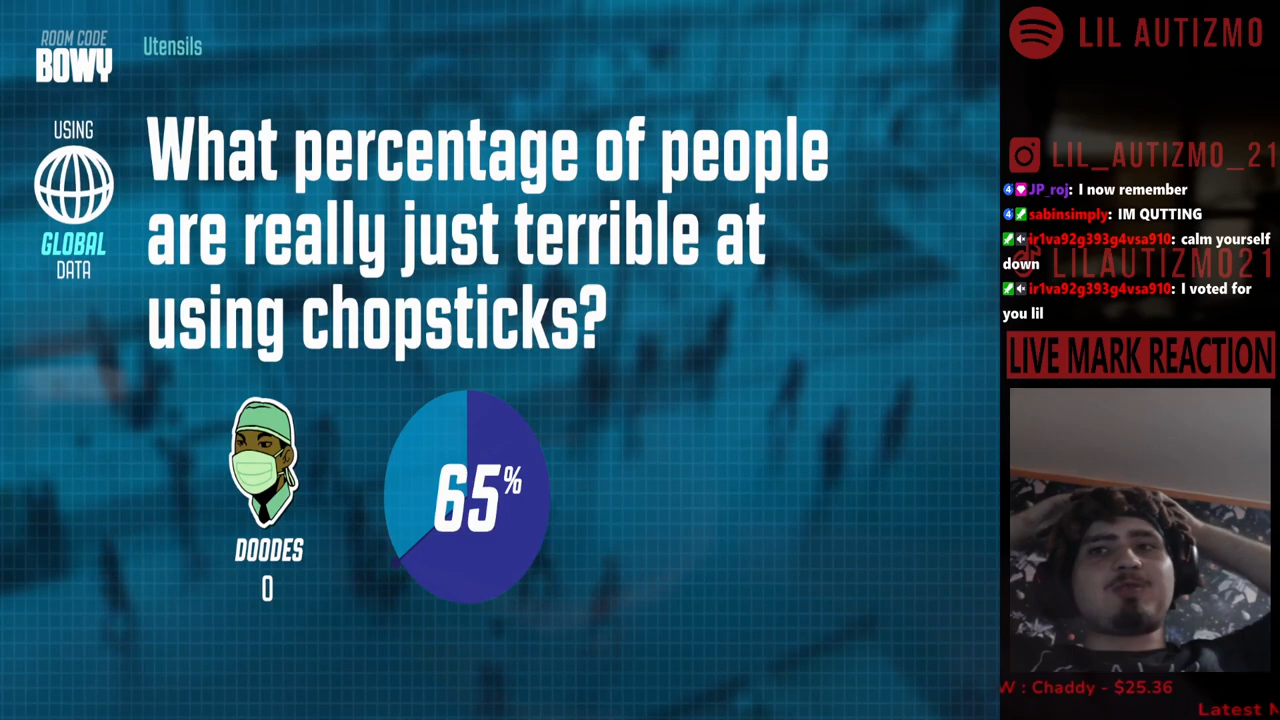 ROOM CODE
BOWY
Utensils
USING
GLOBAL
DATA
What percentage of people
are really just terrible at
using chopsticks?
65%
DOODES
0
LIL AUTIZMO
LIL_AUTIZMO_21
JP_roj: I now remember
sabinsimply: IM QUTTING
ir1va92g393g4vsa910: calm yourself
down
LILAUTIZMO21
ir1va92g393g4vsa910: I voted for
you lil
LIVE MARK REACTION
W : Chaddy - $25.36
Latest